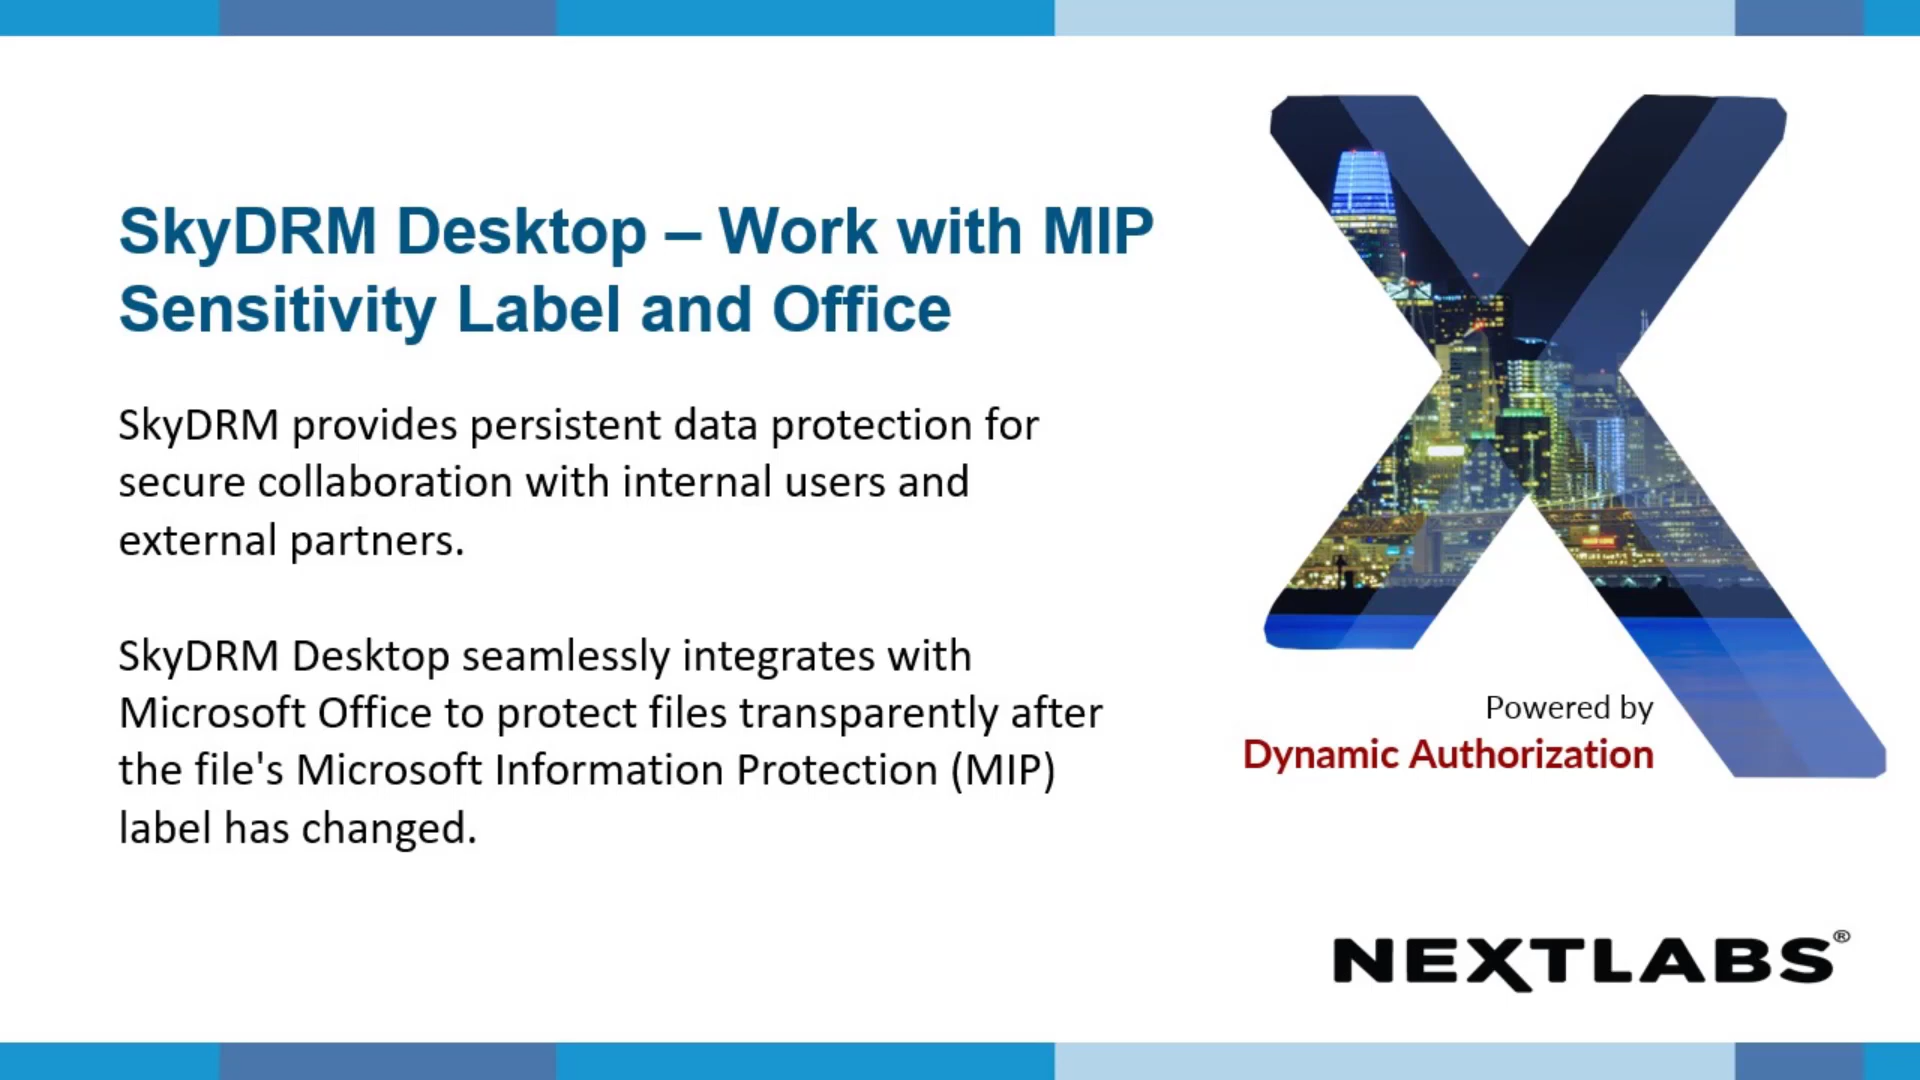 SkyDRM Desktop – Work with MIP
Sensitivity Label and Office
SkyDRM provides persistent data protection for
secure collaboration with internal users and
external partners.
SkyDRM Desktop seamlessly integrates with
Microsoft Office to protect files transparently after
the file's Microsoft Information Protection (MIP)
label has changed.
Powered by
Dynamic Authorization
NEXTLABS®